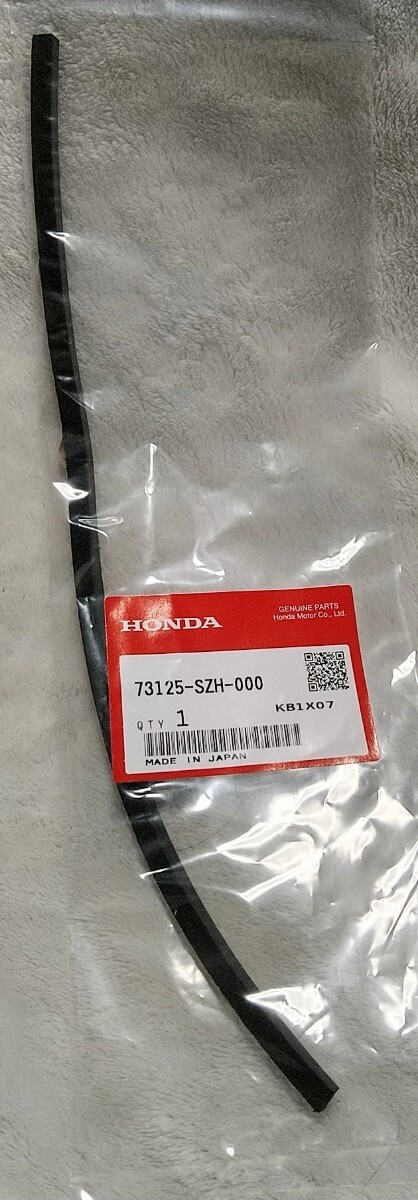 HONDA
GENUINE PARTS
Honda Motor Co., Ltd.
73125-SZH-000
KB1X07
QTY 1
MADE IN JAPAN